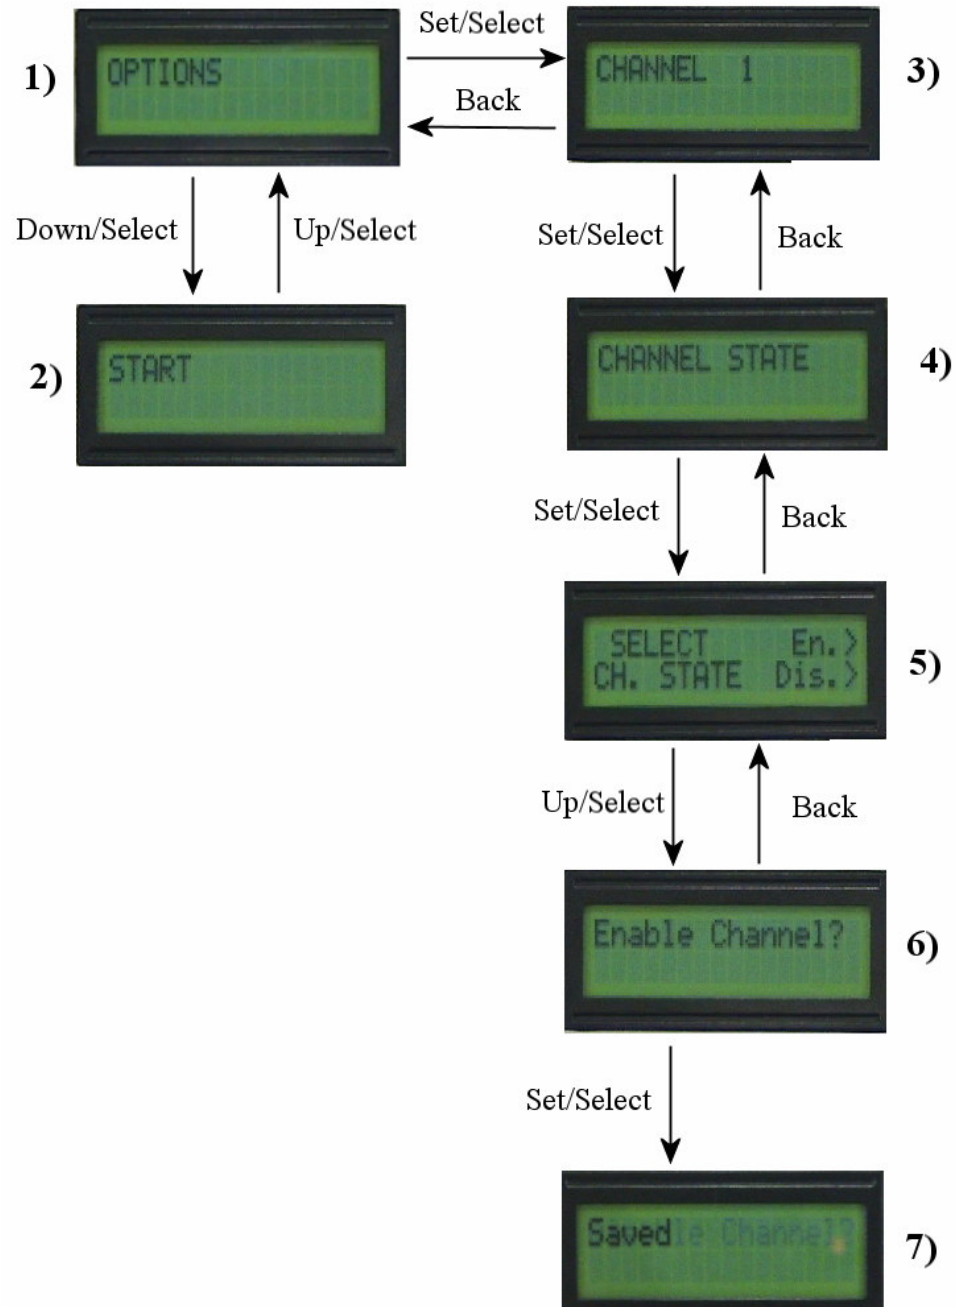 Set/Select
1)
OPTIONS
CHANNEL 1
3)
Back
Down/Select
Up/Select
Set/Select
Back
2)
START
CHANNEL STATE
4)
Set/Select
Back
SELECT En.>
CH. STATE Dis.>
5)
Up/Select
Back
Enable Channel?
6)
Set/Select
Savedle Channel?
7)